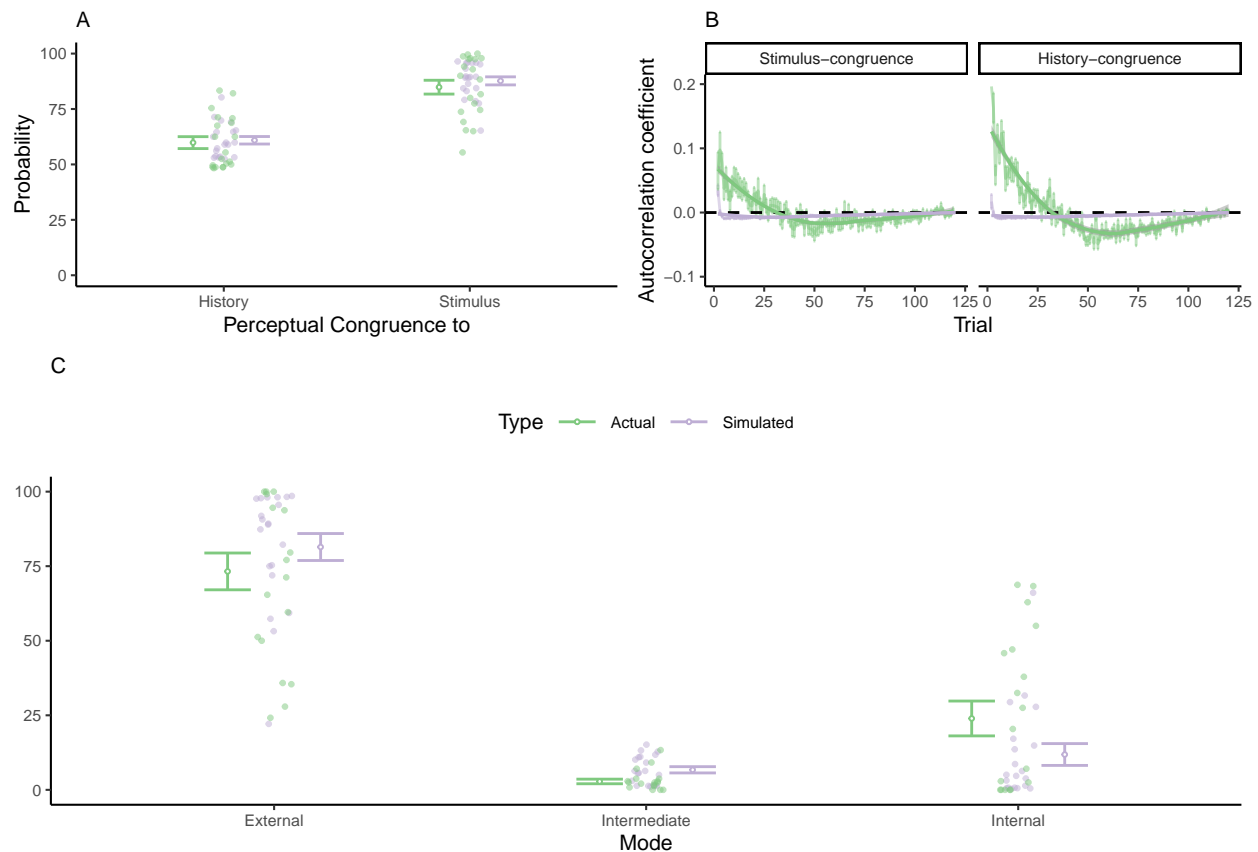 A
Probability
100
75
50
25
0
History
Stimulus
Perceptual Congruence to
B
Stimulus−congruence
History−congruence
Autocorrelation coefficient
0.2
0.1
0.0
−0.1
0
25
50
75
100
125
0
25
50
75
100
125
Trial
C
Type
Actual
Simulated
100
75
50
25
0
External
Intermediate
Internal
Mode